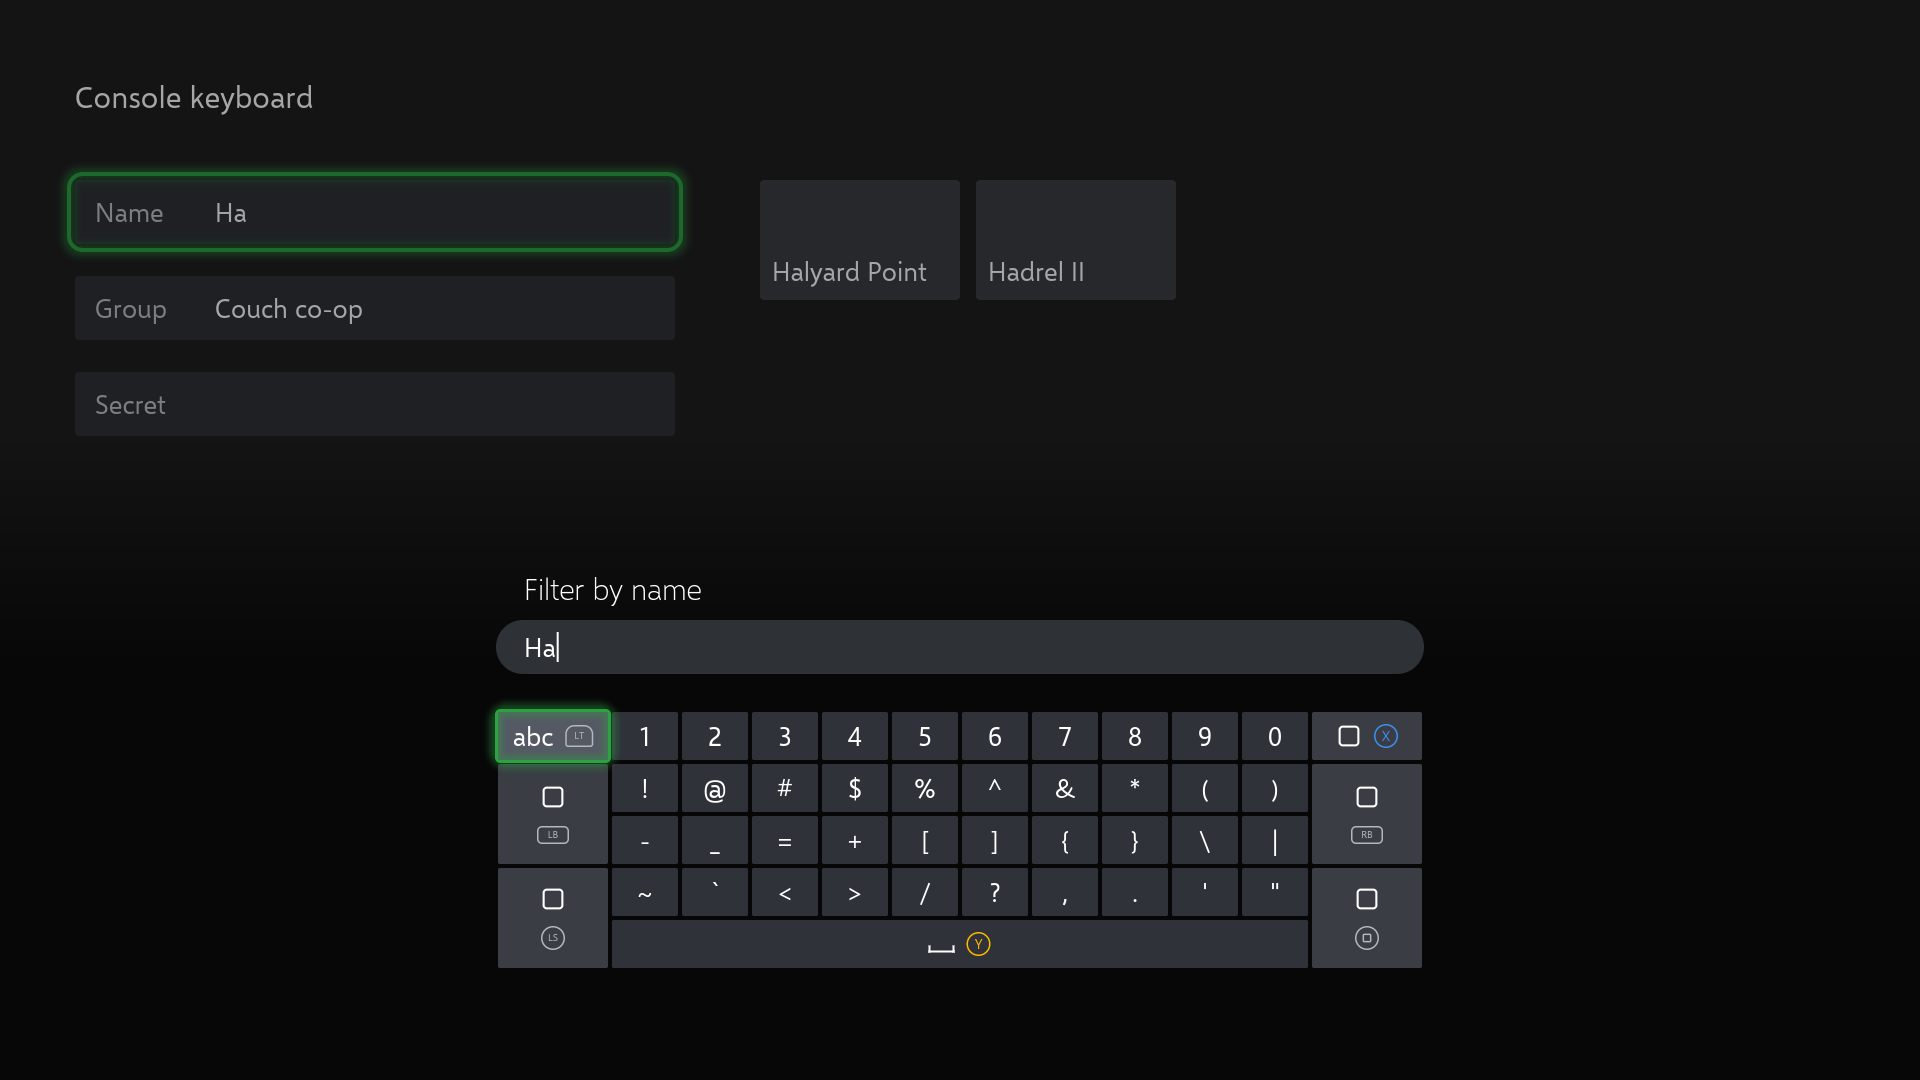 Console keyboard
Name Ha
Group Couch co-op
Secret
Halyard Point
Hadrel II
Filter by name
Ha
abc LT 1 2 3 4 5 6 7 8 9 0 X
LB ! @ # $ % ^ & * ( ) RB
- _ = + [ ] { } \ |
LS ~ ` < > / ? , . ' "
Y